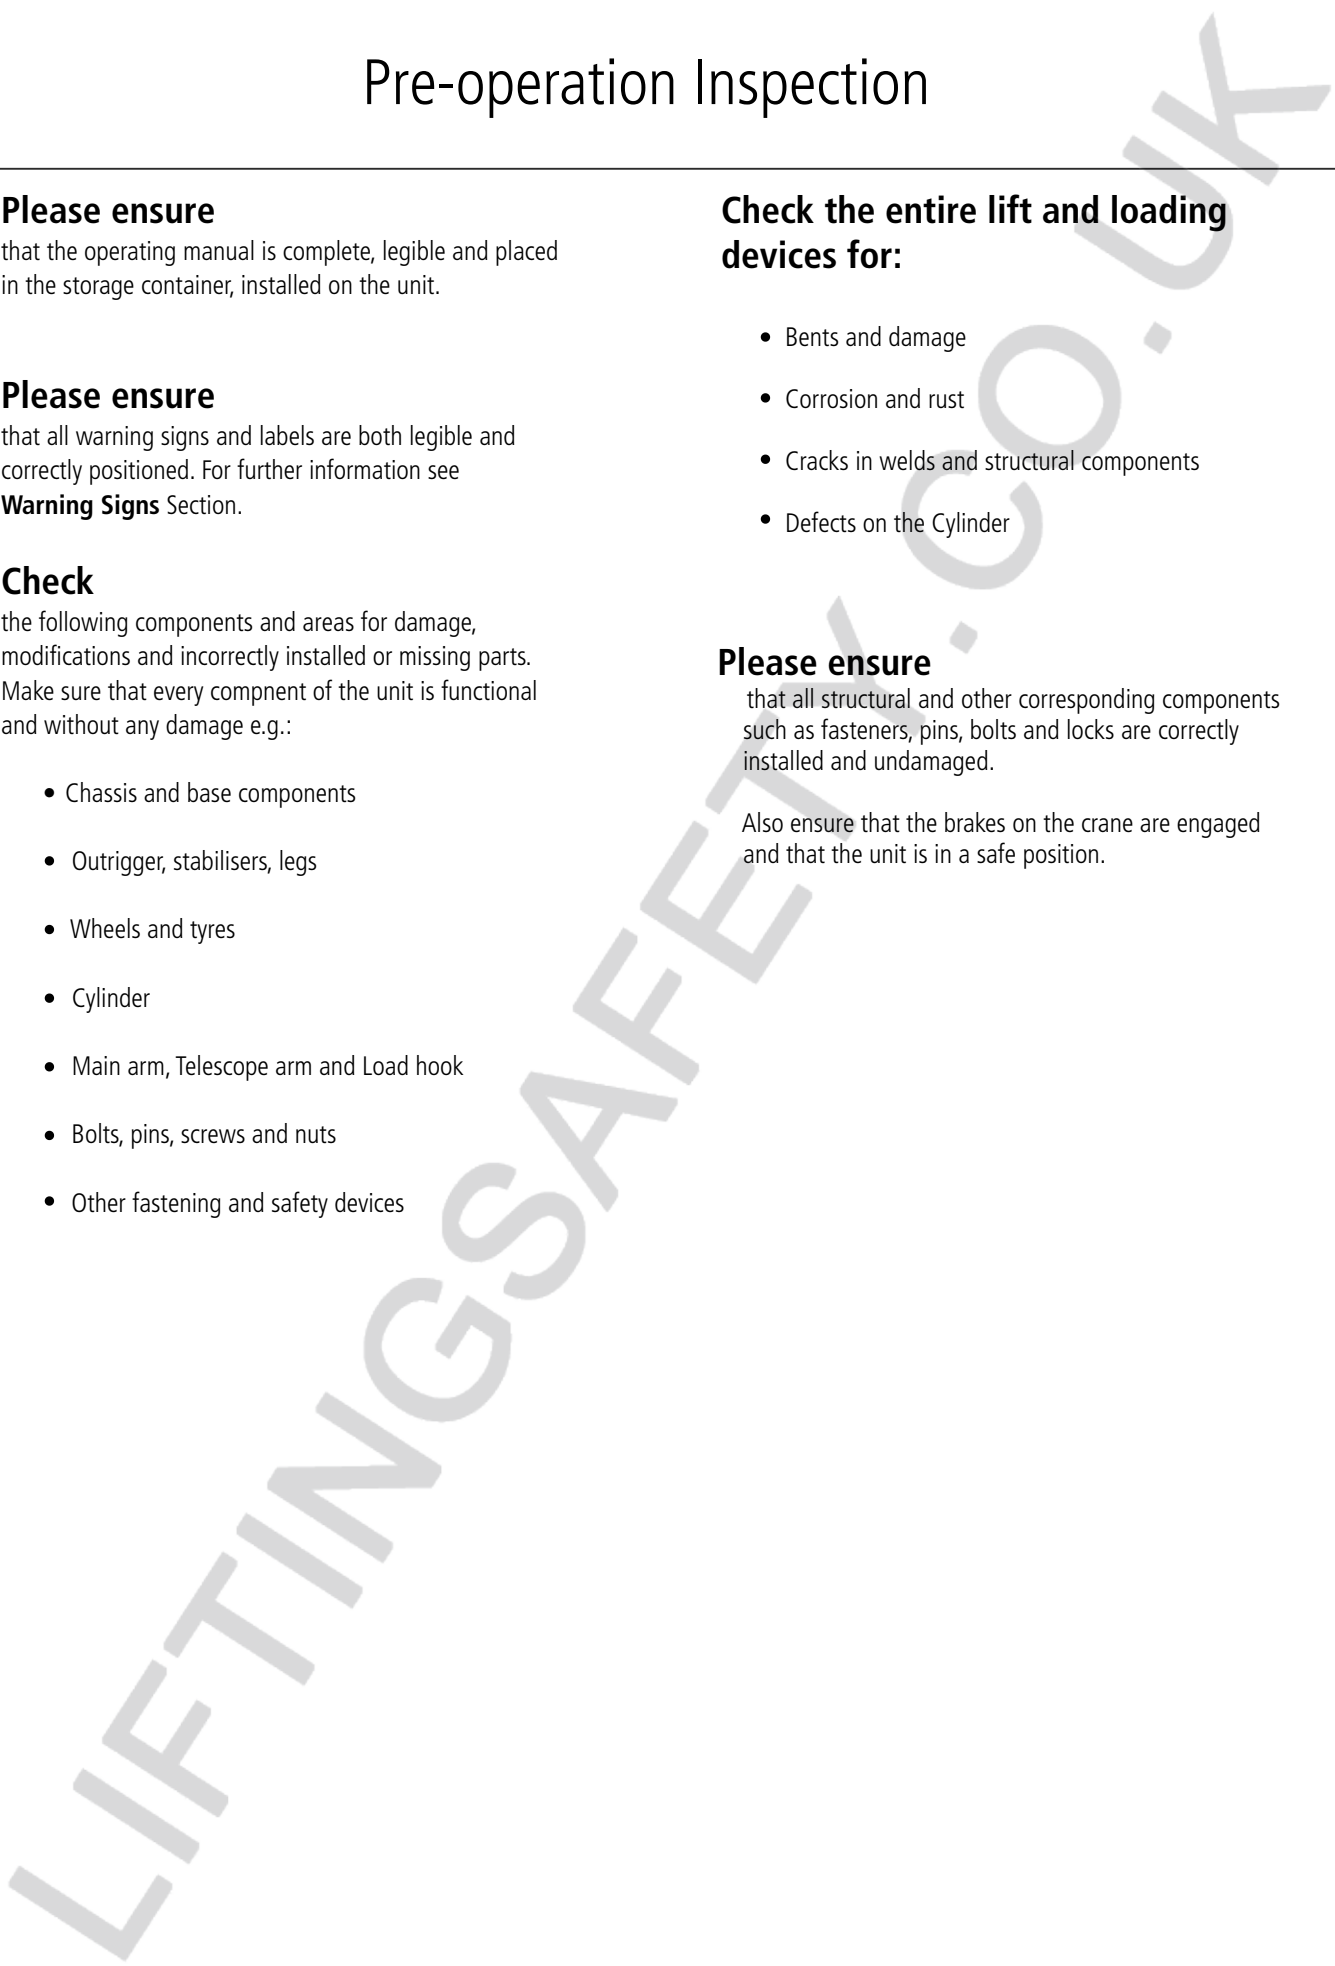 Pre-operation Inspection
Please ensure
that the operating manual is complete, legible and placed
in the storage container, installed on the unit.
Please ensure
that all warning signs and labels are both legible and
correctly positioned. For further information see
Warning Signs Section.
Check
the following components and areas for damage,
modifications and incorrectly installed or missing parts.
Make sure that every compnent of the unit is functional
and without any damage e.g.:
• Chassis and base components
• Outrigger, stabilisers, legs
• Wheels and tyres
• Cylinder
• Main arm, Telescope arm and Load hook
• Bolts, pins, screws and nuts
• Other fastening and safety devices
Check the entire lift and loading
devices for:
• Bents and damage
• Corrosion and rust
• Cracks in welds and structural components
• Defects on the Cylinder
Please ensure
that all structural and other corresponding components
such as fasteners, pins, bolts and locks are correctly
installed and undamaged.
Also ensure that the brakes on the crane are engaged
and that the unit is in a safe position.
LIFTINGSAFETY.CO.UK